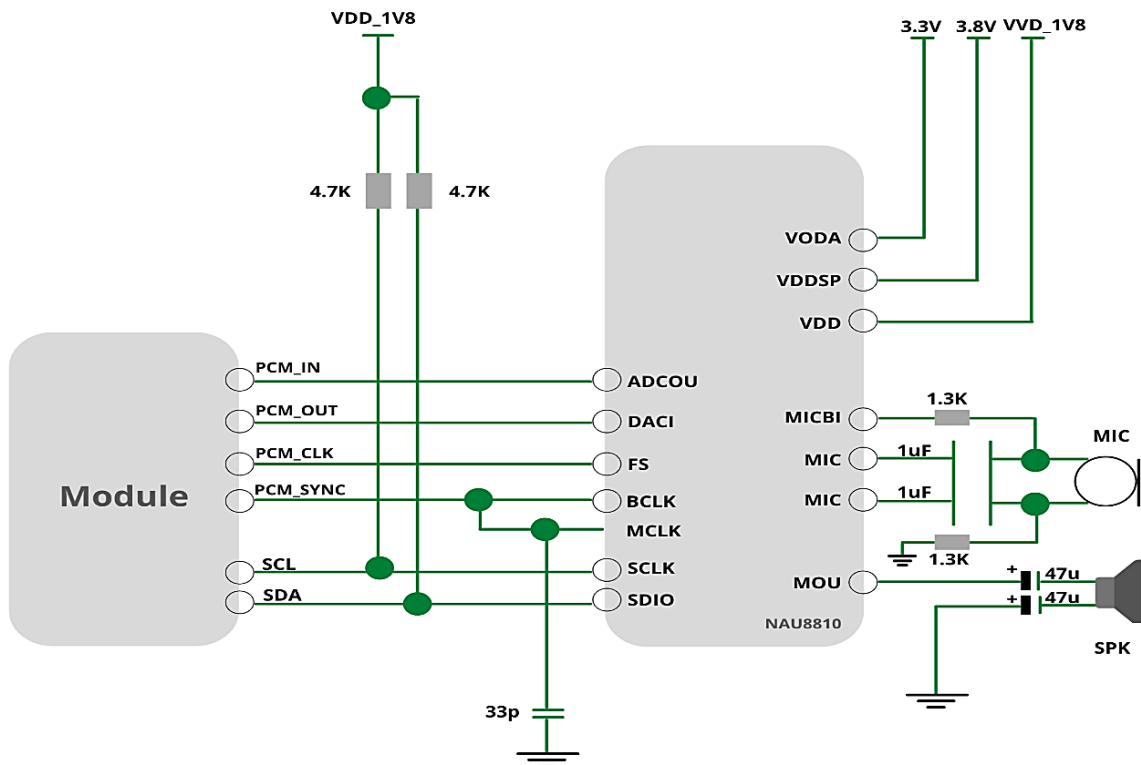 VDD_1V8
3.3V 3.8V VVD_1V8
4.7K 4.7K
VODA
VDDSP
VDD
PCM_IN
ADCOU
PCM_OUT
DACI
PCM_CLK
FS
PCM_SYNC
BCLK
MCLK
Module
SCL
SCLK
SDA
SDIO
MICBI
1.3K
MIC
1uF
MIC
MIC
1uF
1.3K
MOU
+ 47u
+ 47u
NAU8810
SPK
33p